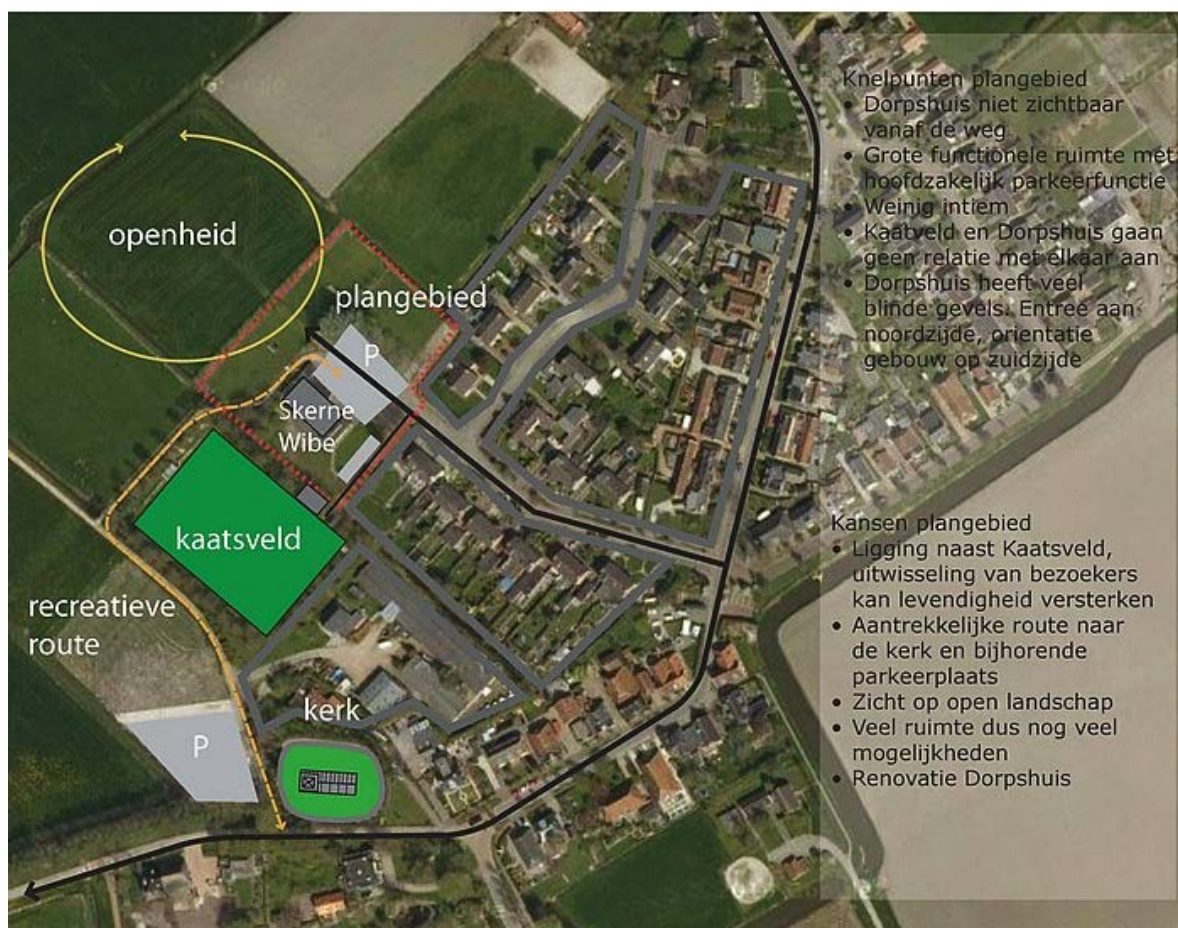 Knelpunten plangebied
• Dorpshuis niet zichtbaar
vanaf de weg
• Grote functionele ruimte met
hoofdzakelijk parkeerfunctie
• Weinig intiem
• Kaatveld en Dorpshuis gaan
geen relatie met elkaar aan
• Dorpshuis heeft veel
blinde gevels. Entree aan
noordzijde, orientatie
gebouw op zuidzijde
openheid
plangebied
P
Skerne
Wibe
kaatsveld
recreatieve
route
kerk
P
Kansen plangebied
• Ligging naast Kaatsveld,
uitwisseling van bezoekers
kan levendigheid versterken
• Aantrekkelijke route naar
de kerk en bijhorende
parkeerplaats
• Zicht op open landschap
• Veel ruimte dus nog veel
mogelijkheden
• Renovatie Dorpshuis